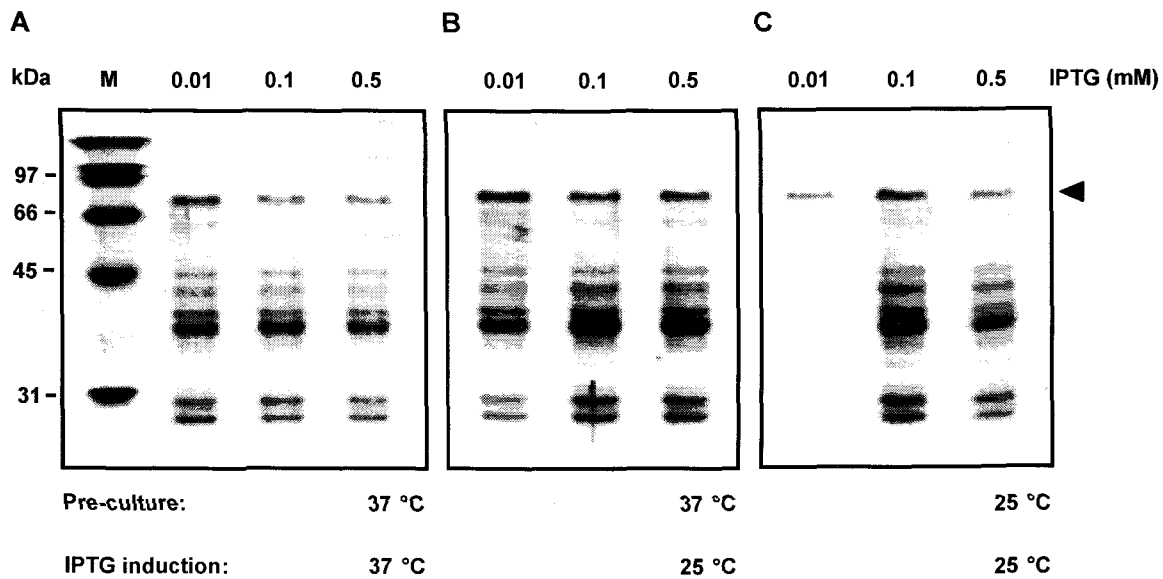 A B C
kDa M 0.01 0.1 0.5 0.01 0.1 0.5 0.01 0.1 0.5 IPTG (mM)
97
66
45
31
Pre-culture: 37 °C 37 °C 25 °C
IPTG induction: 37 °C 25 °C 25 °C